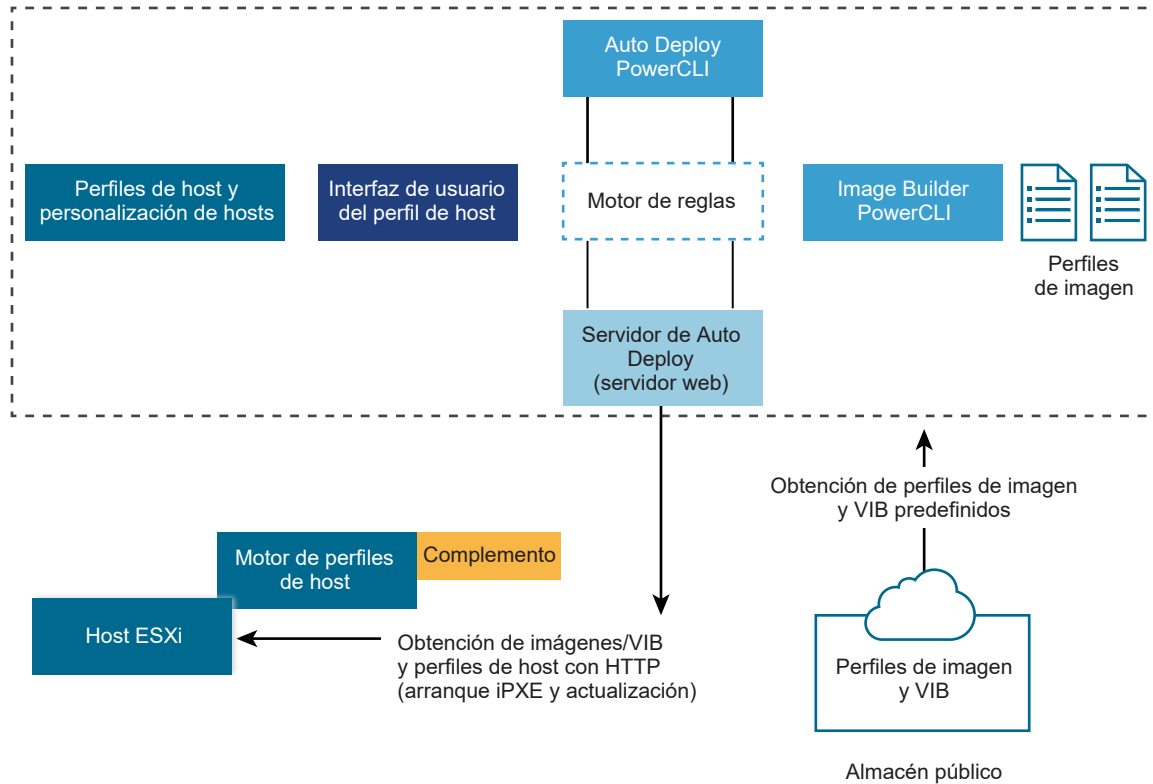 Auto Deploy
PowerCLI
Perfiles de host y
personalización de hosts
Interfaz de usuario
del perfil de host
Motor de reglas
Image Builder
PowerCLI
Perfiles
de imagen
Servidor de Auto
Deploy
(servidor web)
Obtención de perfiles de imagen
y VIB predefinidos
Motor de perfiles
de host
Complemento
Host ESXi
Obtención de imágenes/VIB
y perfiles de host con HTTP
(arranque iPXE y actualización)
Perfiles de imagen
y VIB
Almacén público